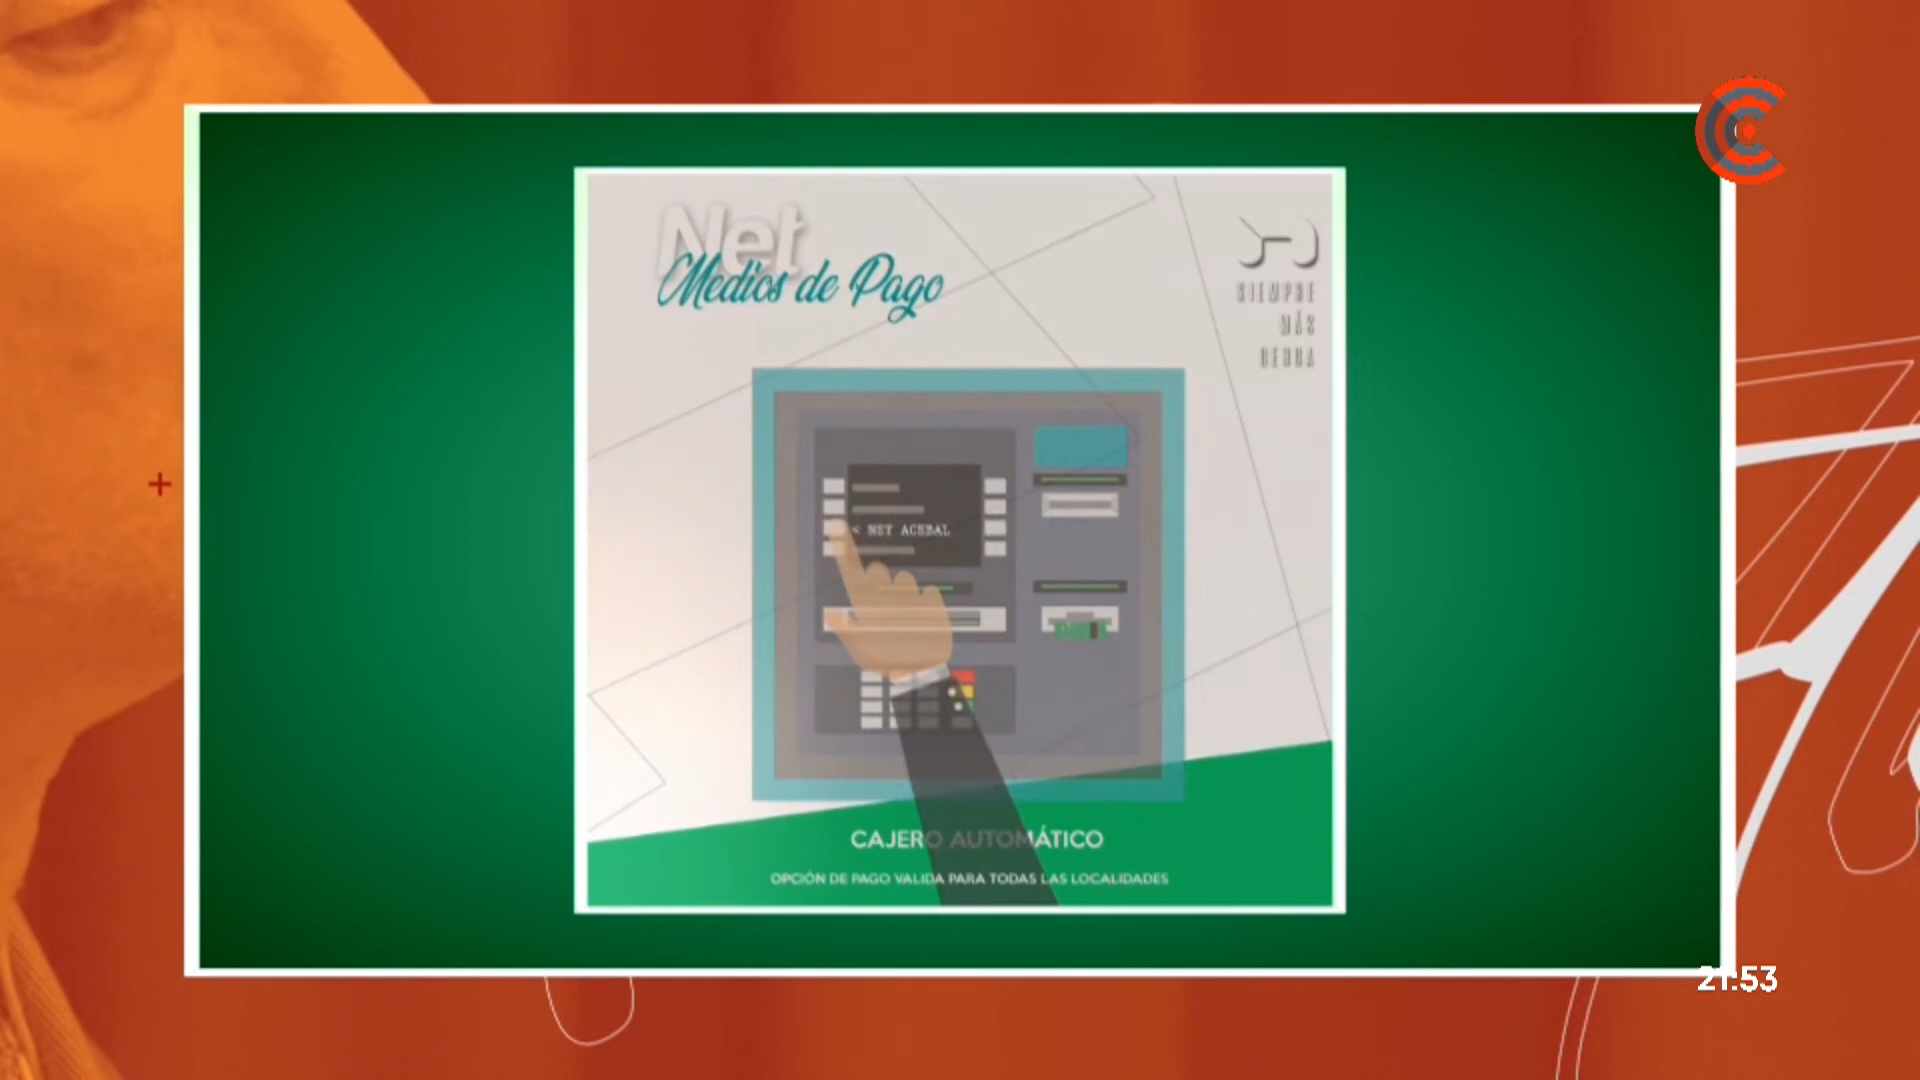 Net
Medios de Pago
SIEMPRE
MÁS
CERCA
< NET ACEBAL
CAJERO AUTOMÁTICO
OPCIÓN DE PAGO VALIDA PARA TODAS LAS LOCALIDADES
21:53